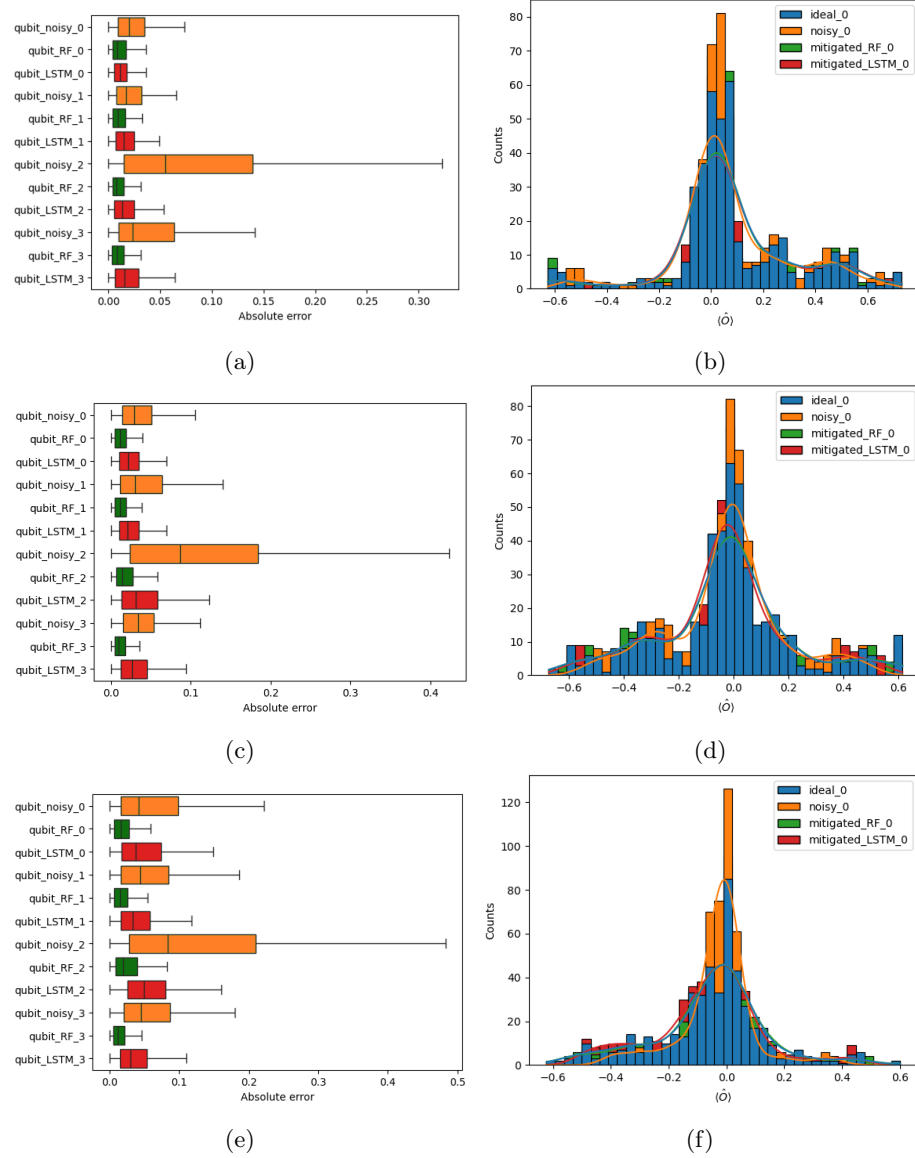 qubit_noisy_0
qubit_RF_0
qubit_LSTM_0
qubit_noisy_1
qubit_RF_1
qubit_LSTM_1
qubit_noisy_2
qubit_RF_2
qubit_LSTM_2
qubit_noisy_3
qubit_RF_3
qubit_LSTM_3
0.00 0.05 0.10 0.15 0.20 0.25 0.30
Absolute error
(a)
ideal_0
noisy_0
mitigated_RF_0
mitigated_LSTM_0
Counts
80
70
60
50
40
30
20
10
0
−0.6 −0.4 −0.2 0.0 0.2 0.4 0.6
⟨Ô⟩
(b)
qubit_noisy_0
qubit_RF_0
qubit_LSTM_0
qubit_noisy_1
qubit_RF_1
qubit_LSTM_1
qubit_noisy_2
qubit_RF_2
qubit_LSTM_2
qubit_noisy_3
qubit_RF_3
qubit_LSTM_3
0.0 0.1 0.2 0.3 0.4
Absolute error
(c)
ideal_0
noisy_0
mitigated_RF_0
mitigated_LSTM_0
Counts
80
70
60
50
40
30
20
10
0
−0.6 −0.4 −0.2 0.0 0.2 0.4 0.6
⟨Ô⟩
(d)
qubit_noisy_0
qubit_RF_0
qubit_LSTM_0
qubit_noisy_1
qubit_RF_1
qubit_LSTM_1
qubit_noisy_2
qubit_RF_2
qubit_LSTM_2
qubit_noisy_3
qubit_RF_3
qubit_LSTM_3
0.0 0.1 0.2 0.3 0.4 0.5
Absolute error
(e)
ideal_0
noisy_0
mitigated_RF_0
mitigated_LSTM_0
Counts
120
100
80
60
40
20
0
−0.6 −0.4 −0.2 0.0 0.2 0.4 0.6
⟨Ô⟩
(f)